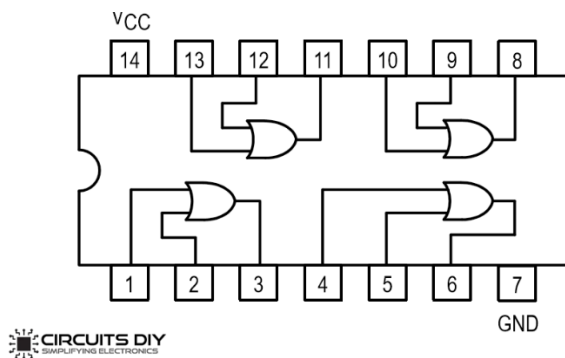 VCC
14 13 12 11 10 9 8
1 2 3 4 5 6 7
GND
CIRCUITS DIY
SIMPLIFYING ELECTRONICS